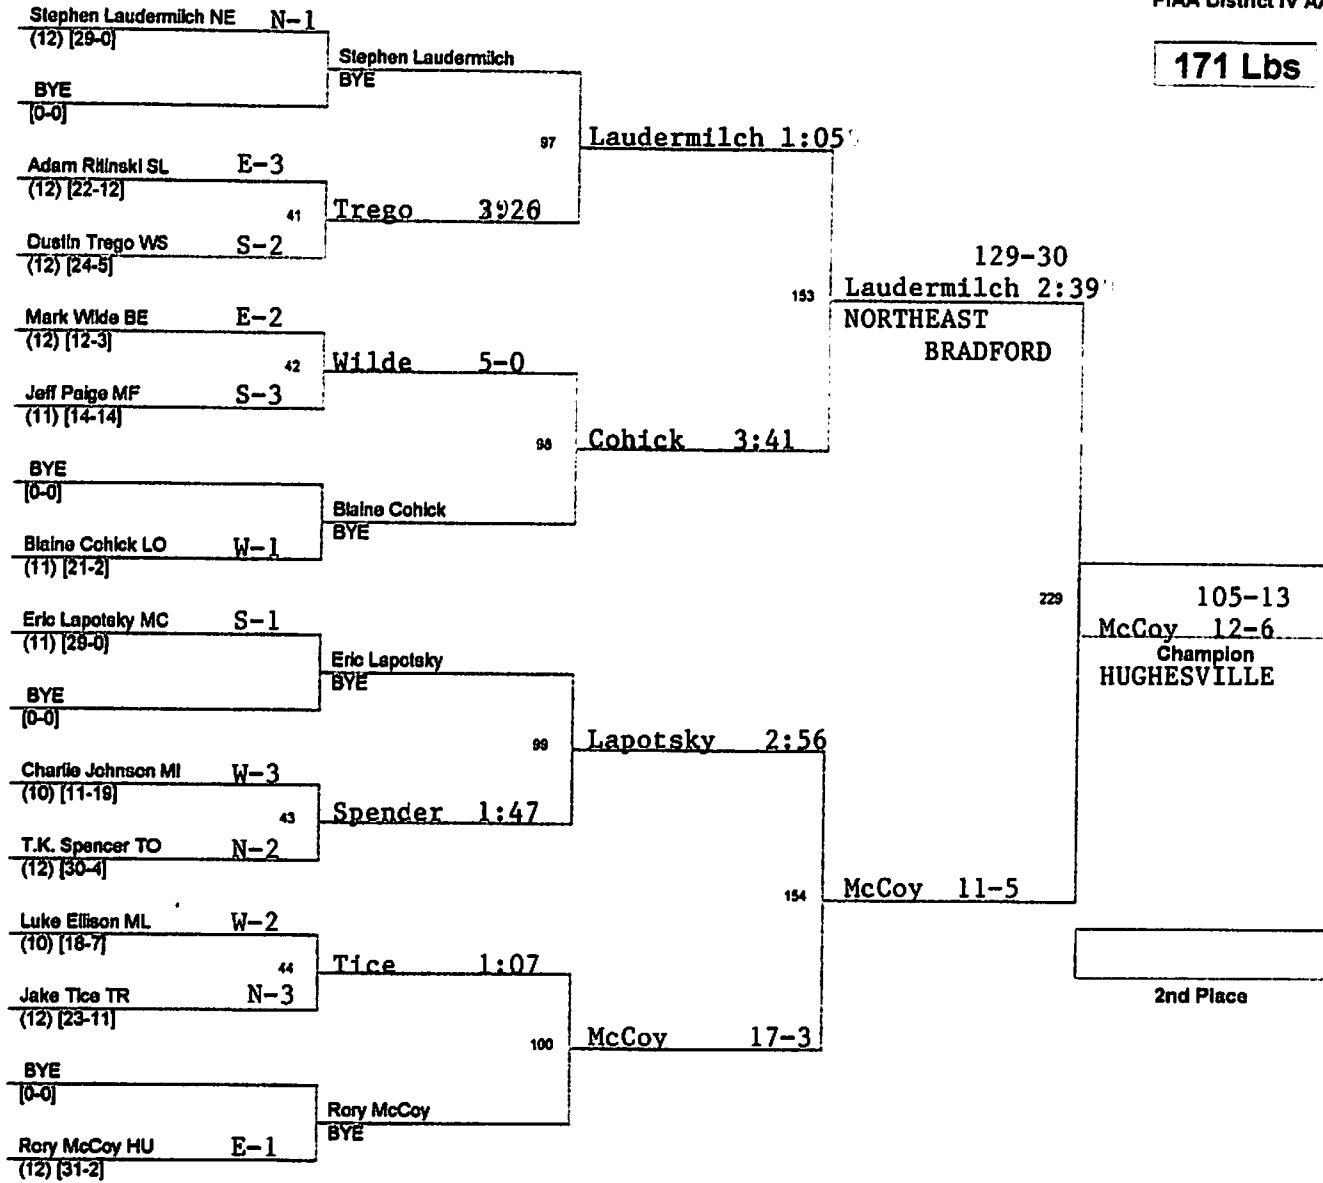 PIAA District IV AA
171 Lbs
Stephen Laudermilch NE N-1
(12) [29-0]
BYE
[0-0]
Adam Rilinski SL E-3
(12) [22-12]
Dustin Trego WS S-2
(12) [24-5]
Mark Wilde BE E-2
(12) [12-3]
Jeff Paige MF S-3
(11) [14-14]
BYE
[0-0]
Blaine Cohick LO W-1
(11) [21-2]
Eric Lapotsky MC S-1
(11) [29-0]
BYE
[0-0]
Charlie Johnson MI W-3
(10) [11-19]
T.K. Spencer TO N-2
(12) [30-4]
Luke Ellison ML W-2
(10) [18-7]
Jake Tice TR N-3
(12) [23-11]
BYE
[0-0]
Rory McCoy HU E-1
(12) [31-2]
Stephen Laudermilch
BYE
41 Trego 3:26
42 Wilde 5-0
Blaine Cohick
BYE
Eric Lapotsky
BYE
43 Spender 1:47
44 Tice 1:07
Rory McCoy
BYE
97 Laudermilch 1:05
98 Cohick 3:41
99 Lapotsky 2:56
100 McCoy 17-3
129-30
153 Laudermilch 2:39
NORTHEAST
BRADFORD
154 McCoy 11-5
229
105-13
McCoy 12-6
Champion
HUGHESVILLE
2nd Place